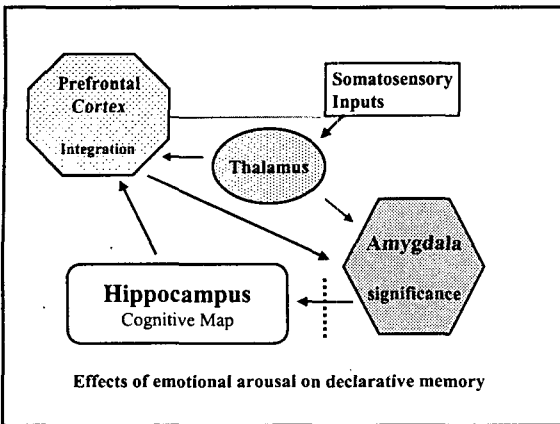 Prefrontal
Cortex
Integration
Somatosensory
Inputs
Thalamus
Amygdala
significance
Hippocampus
Cognitive Map
Effects of emotional arousal on declarative memory